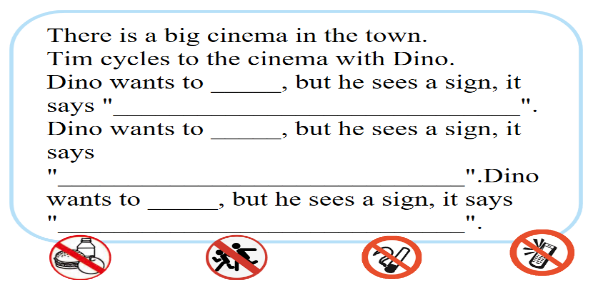 There is a big cinema in the town.
Tim cycles to the cinema with Dino.
Dino wants to ______, but he sees a sign, it
says "___________________________________".
Dino wants to ______, but he sees a sign, it
says
"___________________________________".Dino
wants to ______, but he sees a sign, it says
"___________________________________".